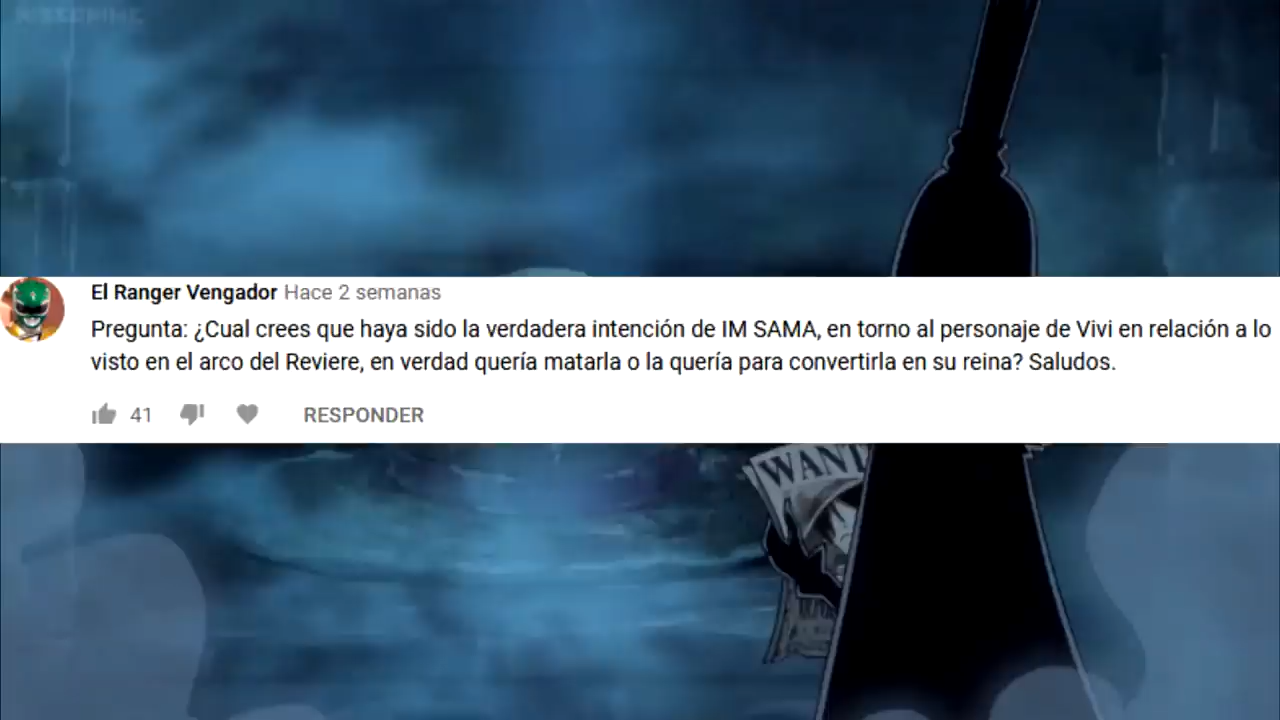 El Ranger Vengador Hace 2 semanas
Pregunta: ¿Cual crees que haya sido la verdadera intención de IM SAMA, en torno al personaje de Vivi en relación a lo
visto en el arco del Reviere, en verdad quería matarla o la quería para convertirla en su reina? Saludos.
41 RESPONDER
WANT